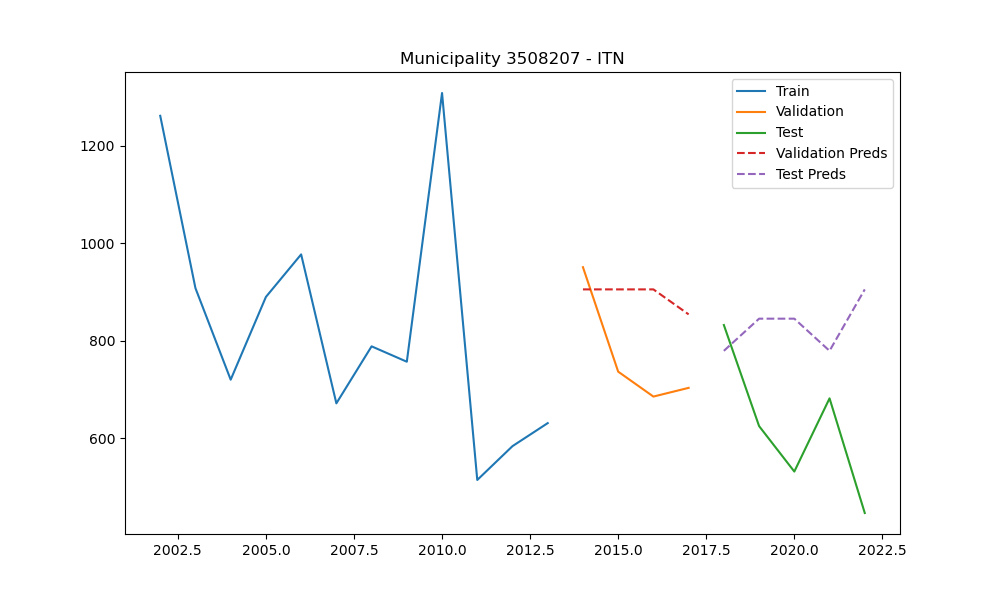 Municipality 3508207 - ITN
Train
Validation
Test
Validation Preds
Test Preds
1200
1000
800
600
2002.5 2005.0 2007.5 2010.0 2012.5 2015.0 2017.5 2020.0 2022.5